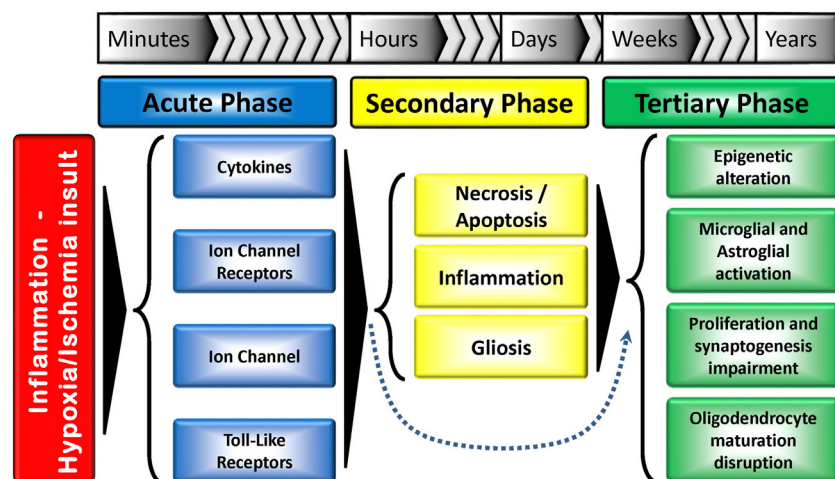 Minutes
Hours
Days
Weeks
Years
Acute Phase
Secondary Phase
Tertiary Phase
Inflammation -
Hypoxia/Ischemia insult
Cytokines
Ion Channel
Receptors
Ion Channel
Toll-Like
Receptors
Necrosis /
Apoptosis
Inflammation
Gliosis
Epigenetic
alteration
Microglial and
Astroglial
activation
Proliferation and
synaptogenesis
impairment
Oligodendrocyte
maturation
disruption